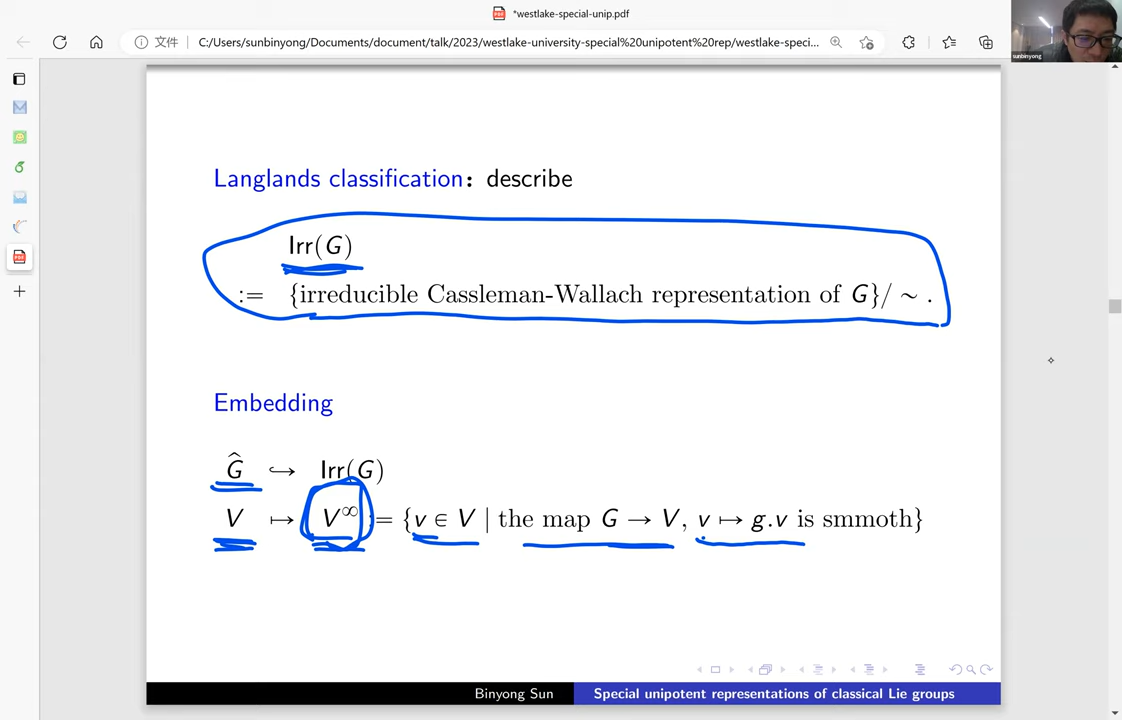 *westlake-special-unip.pdf
文件 C:/Users/sunbinyong/Documents/document/talk/2023/westlake-university-special%20unipotent%20rep/westlake-speci...
sunbinyong
Langlands classification: describe
Irr(G)
:= {irreducible Cassleman-Wallach representation of G}/ ∼ .
Embedding
Ĝ ↪ Irr(G)
V ↦ V^∞ := {v ∈ V | the map G → V, v ↦ g.v is smmoth}
Binyong Sun Special unipotent representations of classical Lie groups